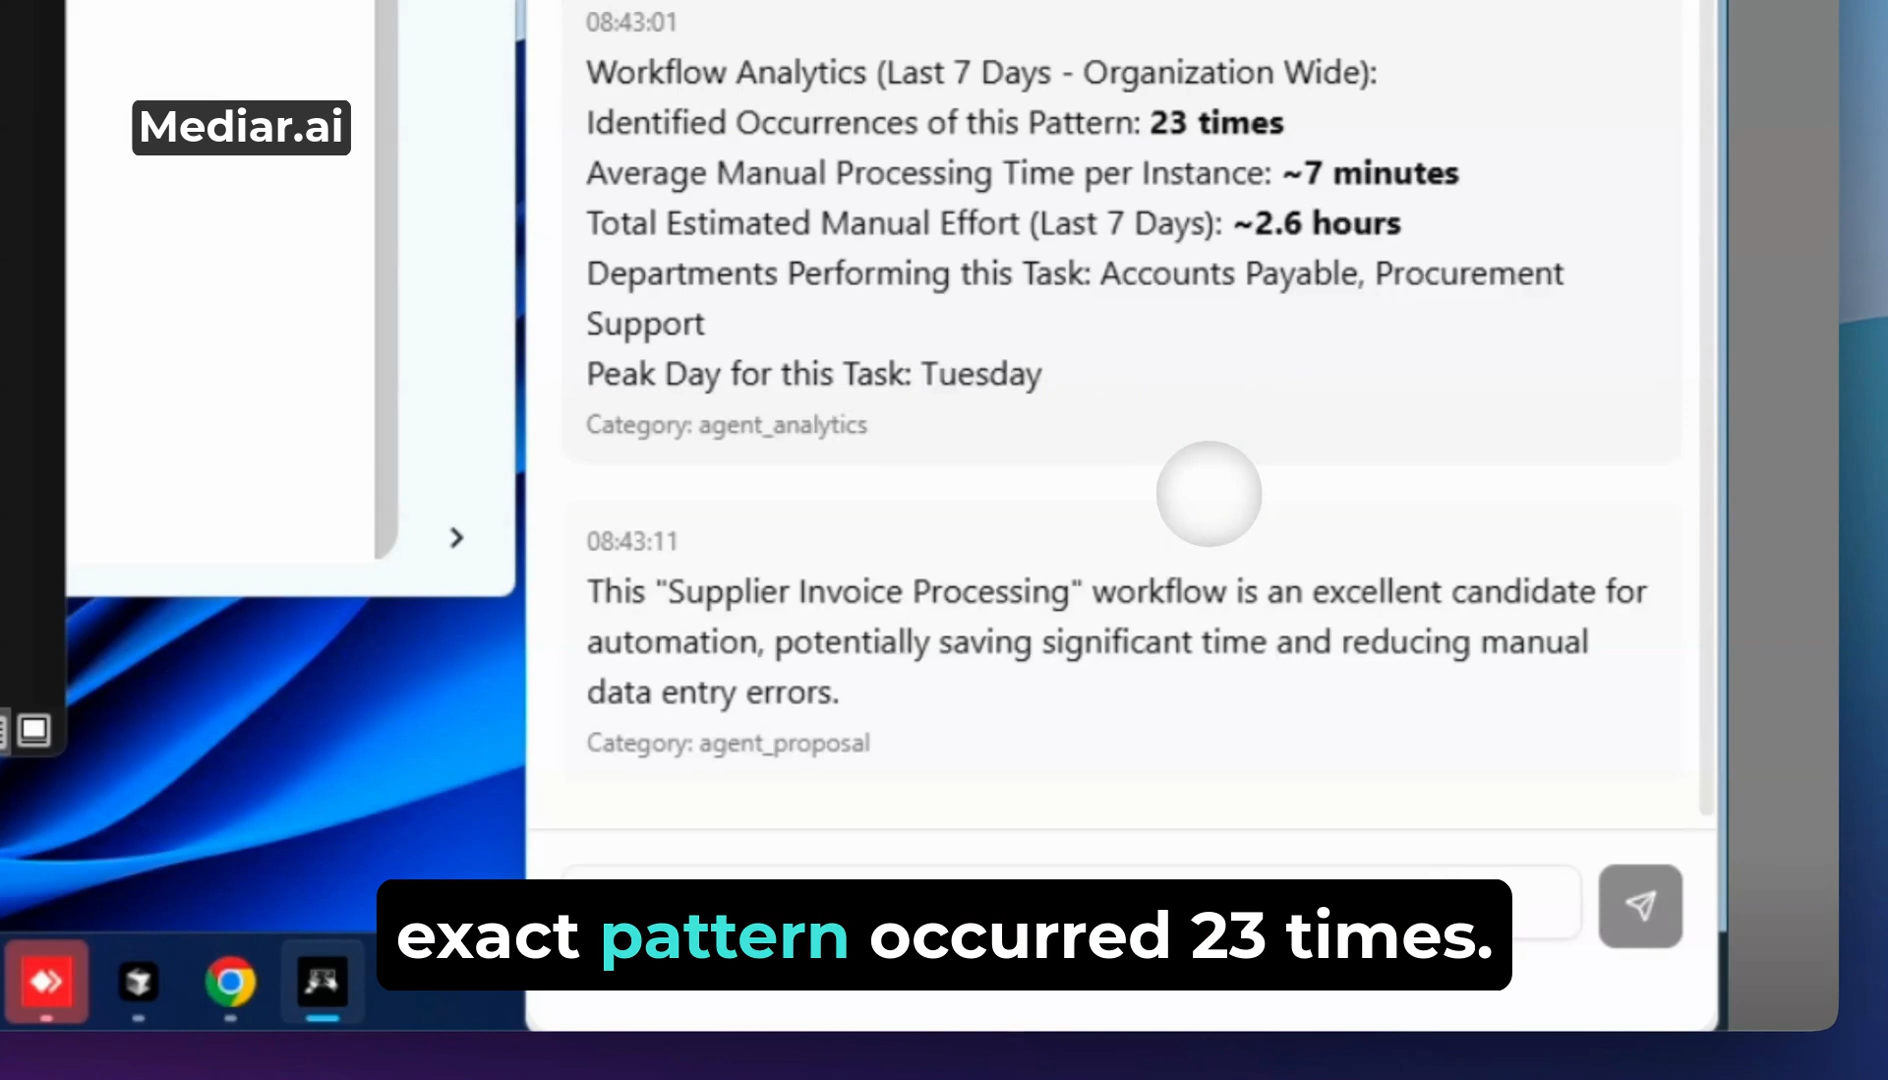 08:43:01
Workflow Analytics (Last 7 Days - Organization Wide):
Identified Occurrences of this Pattern: 23 times
Average Manual Processing Time per Instance: ~7 minutes
Total Estimated Manual Effort (Last 7 Days): ~2.6 hours
Departments Performing this Task: Accounts Payable, Procurement
Support
Peak Day for this Task: Tuesday
Category: agent_analytics
Mediar.ai
08:43:11
This "Supplier Invoice Processing" workflow is an excellent candidate for
automation, potentially saving significant time and reducing manual
data entry errors.
Category: agent_proposal
exact pattern occurred 23 times.